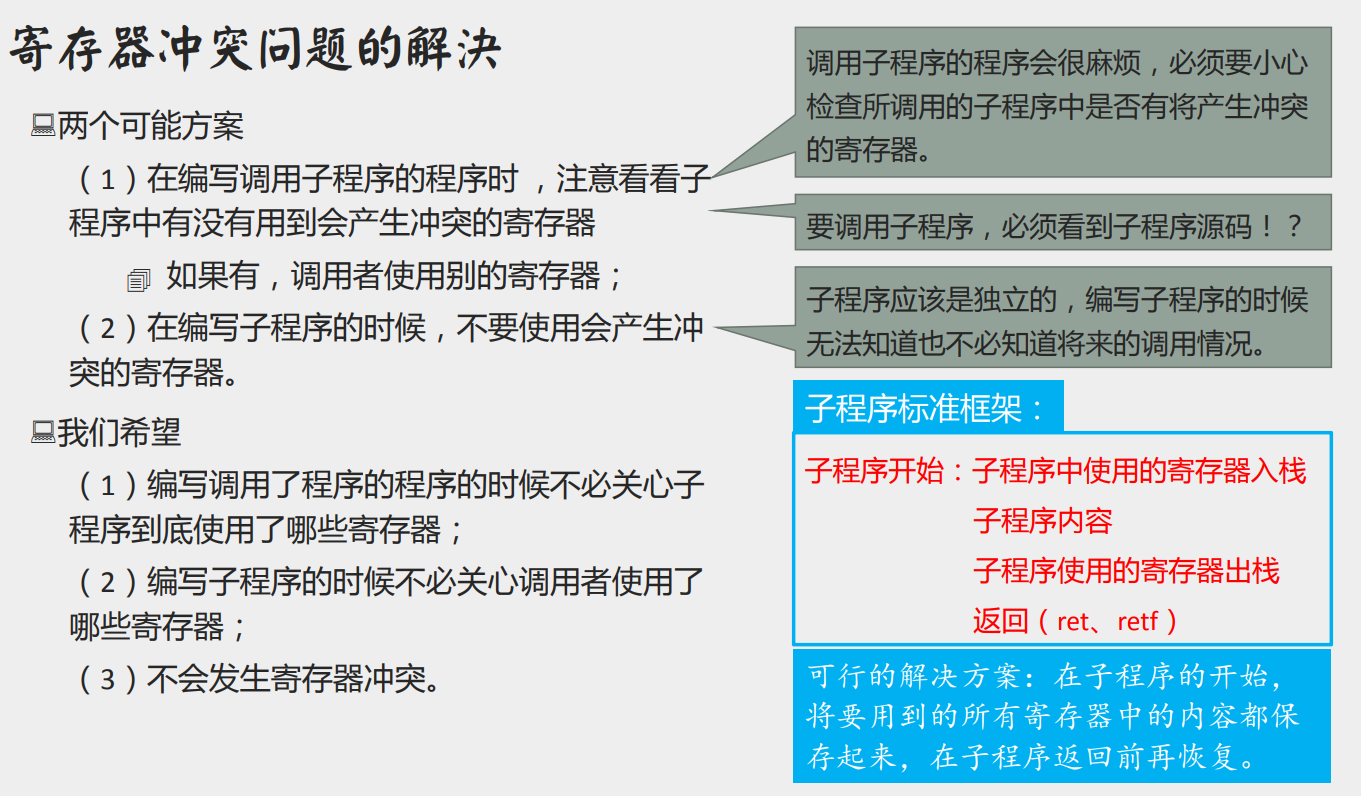 寄存器冲突问题的解决
两个可能方案
（1）在编写调用子程序的程序时 ，注意看看子
程序中有没有用到会产生冲突的寄存器
如果有，调用者使用别的寄存器；
（2）在编写子程序的时候，不要使用会产生冲
突的寄存器。
我们希望
（1）编写调用了程序的程序的时候不必关心子
程序到底使用了哪些寄存器；
（2）编写子程序的时候不必关心调用者使用了
哪些寄存器；
（3）不会发生寄存器冲突。
调用子程序的程序会很麻烦，必须要小心
检查所调用的子程序中是否有将产生冲突
的寄存器。
要调用子程序，必须看到子程序源码！？
子程序应该是独立的，编写子程序的时候
无法知道也不必知道将来的调用情况。
子程序标准框架：
子程序开始：子程序中使用的寄存器入栈
子程序内容
子程序使用的寄存器出栈
返回（ret、retf）
可行的解决方案：在子程序的开始，
将要用到的所有寄存器中的内容都保
存起来，在子程序返回前再恢复。